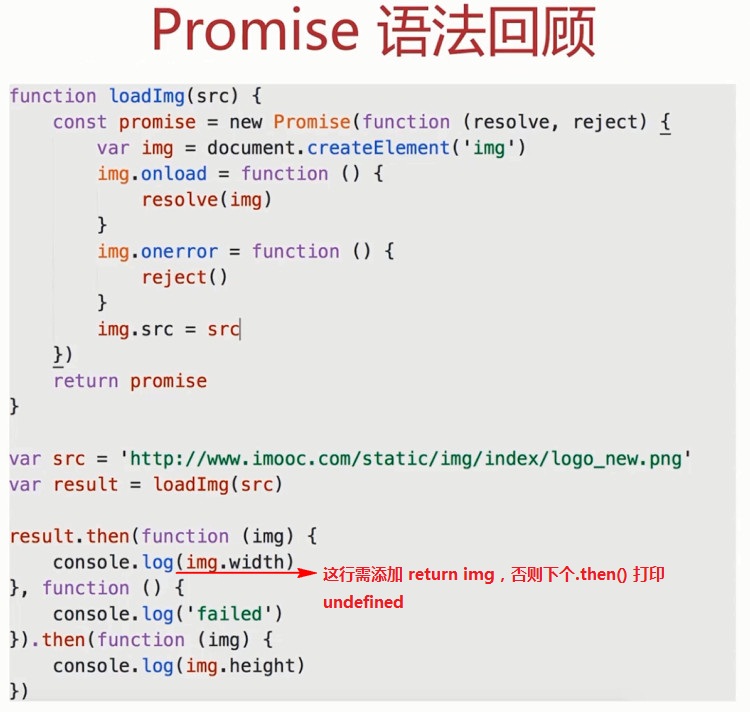 Promise 语法回顾
function loadImg(src) {
    const promise = new Promise(function (resolve, reject) {
        var img = document.createElement('img')
        img.onload = function () {
            resolve(img)
        }
        img.onerror = function () {
            reject()
        }
        img.src = src
    })
    return promise
}
var src = 'http://www.imooc.com/static/img/index/logo_new.png'
var result = loadImg(src)
result.then(function (img) {
    console.log(img.width)
这行需添加 return img，否则下个.then() 打印
undefined
}, function () {
    console.log('failed')
}).then(function (img) {
    console.log(img.height)
})